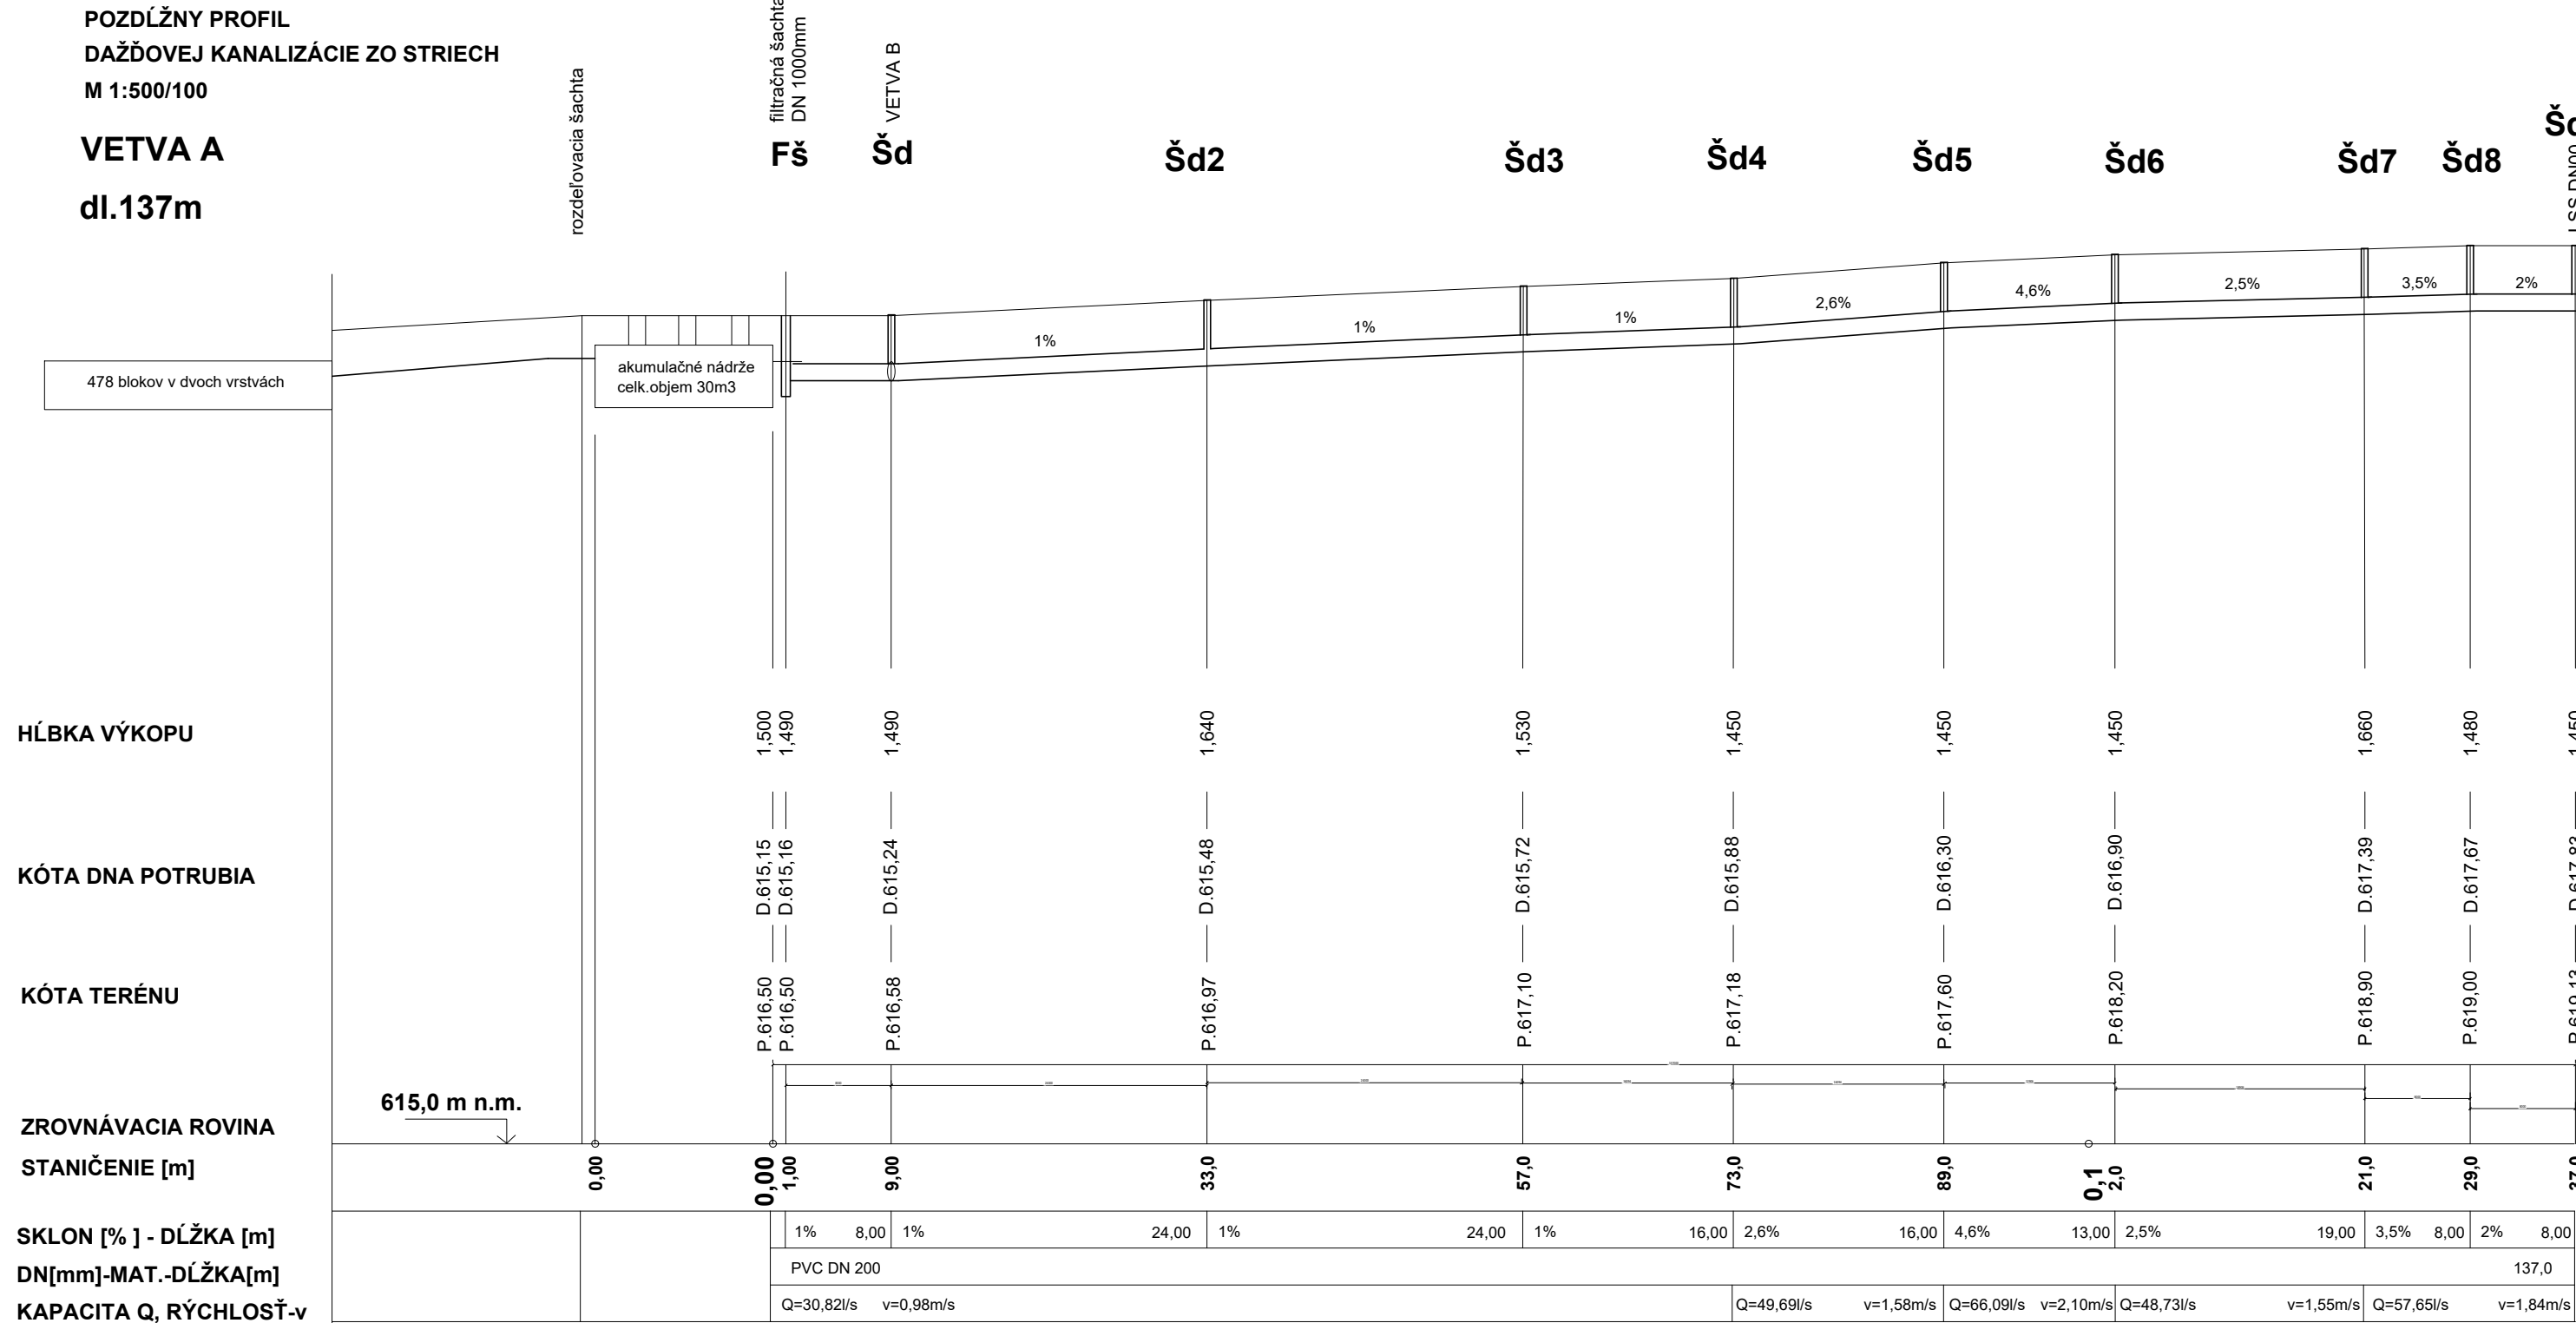 POZDĹŽNY PROFIL
DAŽĎOVEJ KANALIZÁCIE ZO STRIECH
M 1:500/100
VETVA A
dl.137m
rozdeľovacia šachta
filtračná šachta
DN 1000mm
VETVA B
Fš
Šd
Šd2
Šd3
Šd4
Šd5
Šd6
Šd7
Šd8
1%
1%
1%
2,6%
4,6%
2,5%
3,5%
2%
478 blokov v dvoch vrstvách
akumulačné nádrže
celk.objem 30m3
HĹBKA VÝKOPU
1,500
1,490
1,490
1,640
1,530
1,450
1,450
1,450
1,660
1,480
1,450
KÓTA DNA POTRUBIA
D.615,15
D.615,16
D.615,24
D.615,48
D.615,72
D.615,88
D.616,30
D.616,90
D.617,39
D.617,67
D.617,83
KÓTA TERÉNU
P.616,50
P.616,50
P.616,58
P.616,97
P.617,10
P.617,18
P.617,60
P.618,20
P.618,90
P.619,00
P.619,13
615,0 m n.m.
ZROVNÁVACIA ROVINA
STANIČENIE [m]
0,00
0,00
1,00
9,00
33,0
57,0
73,0
89,0
0,1
2,0
21,0
29,0
37,0
SKLON [% ] - DĹŽKA [m]
1% 8,00 1% 24,00 1% 24,00 1% 16,00 2,6% 16,00 4,6% 13,00 2,5% 19,00 3,5% 8,00 2% 8,00
DN[mm]-MAT.-DĹŽKA[m]
PVC DN 200 137,0
KAPACITA Q, RÝCHLOSŤ-v
Q=30,82l/s v=0,98m/s Q=49,69l/s v=1,58m/s Q=66,09l/s v=2,10m/s Q=48,73l/s v=1,55m/s Q=57,65l/s v=1,84m/s